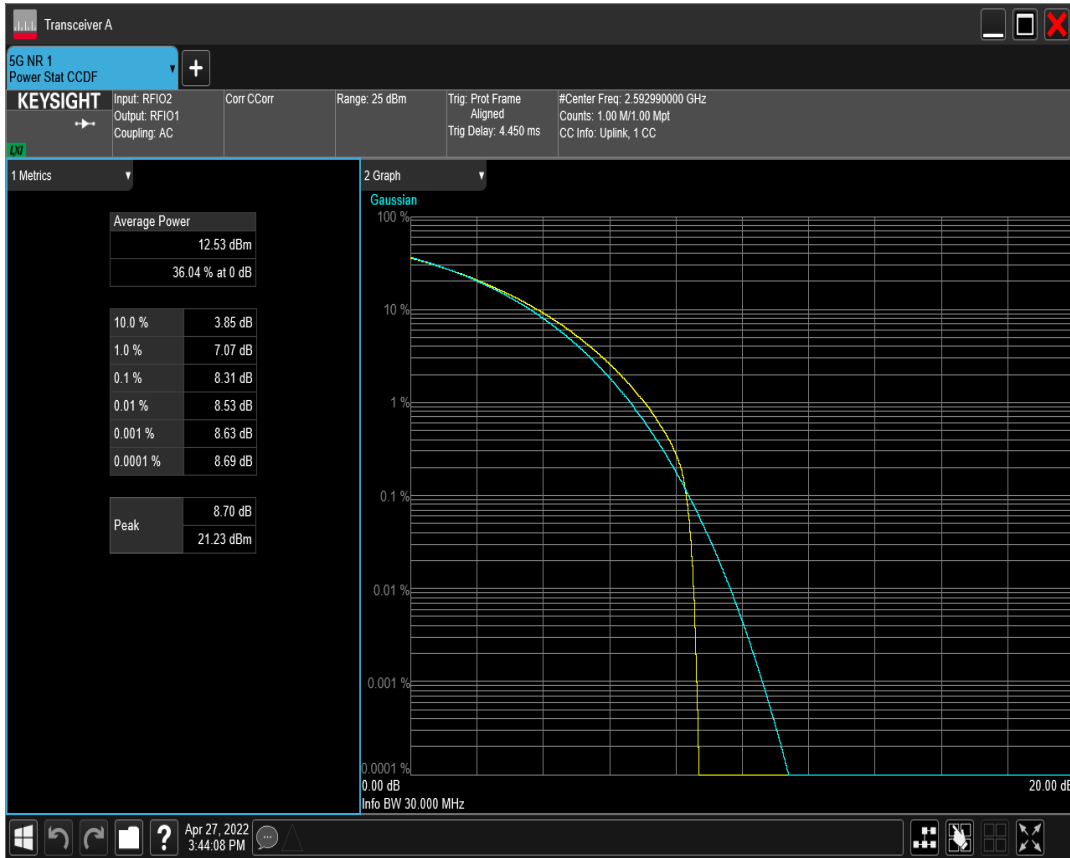 Transceiver A
5G NR 1
Power Stat CCDF
+
KEYSIGHT
LXI
Input: RFIO2
Output: RFIO1
Coupling: AC
Corr CCorr
Range: 25 dBm
Trig: Prot Frame
Aligned
Trig Delay: 4.450 ms
#Center Freq: 2.592990000 GHz
Counts: 1.00 M/1.00 Mpt
CC Info: Uplink, 1 CC
1 Metrics
Average Power
12.53 dBm
36.04 % at 0 dB
10.0 % 3.85 dB
1.0 % 7.07 dB
0.1 % 8.31 dB
0.01 % 8.53 dB
0.001 % 8.63 dB
0.0001 % 8.69 dB
Peak
8.70 dB
21.23 dBm
2 Graph
Gaussian
100 %
10 %
1 %
0.1 %
0.01 %
0.001 %
0.0001 %
0.00 dB 20.00 dB
Info BW 30.000 MHz
?
Apr 27, 2022
3:44:08 PM